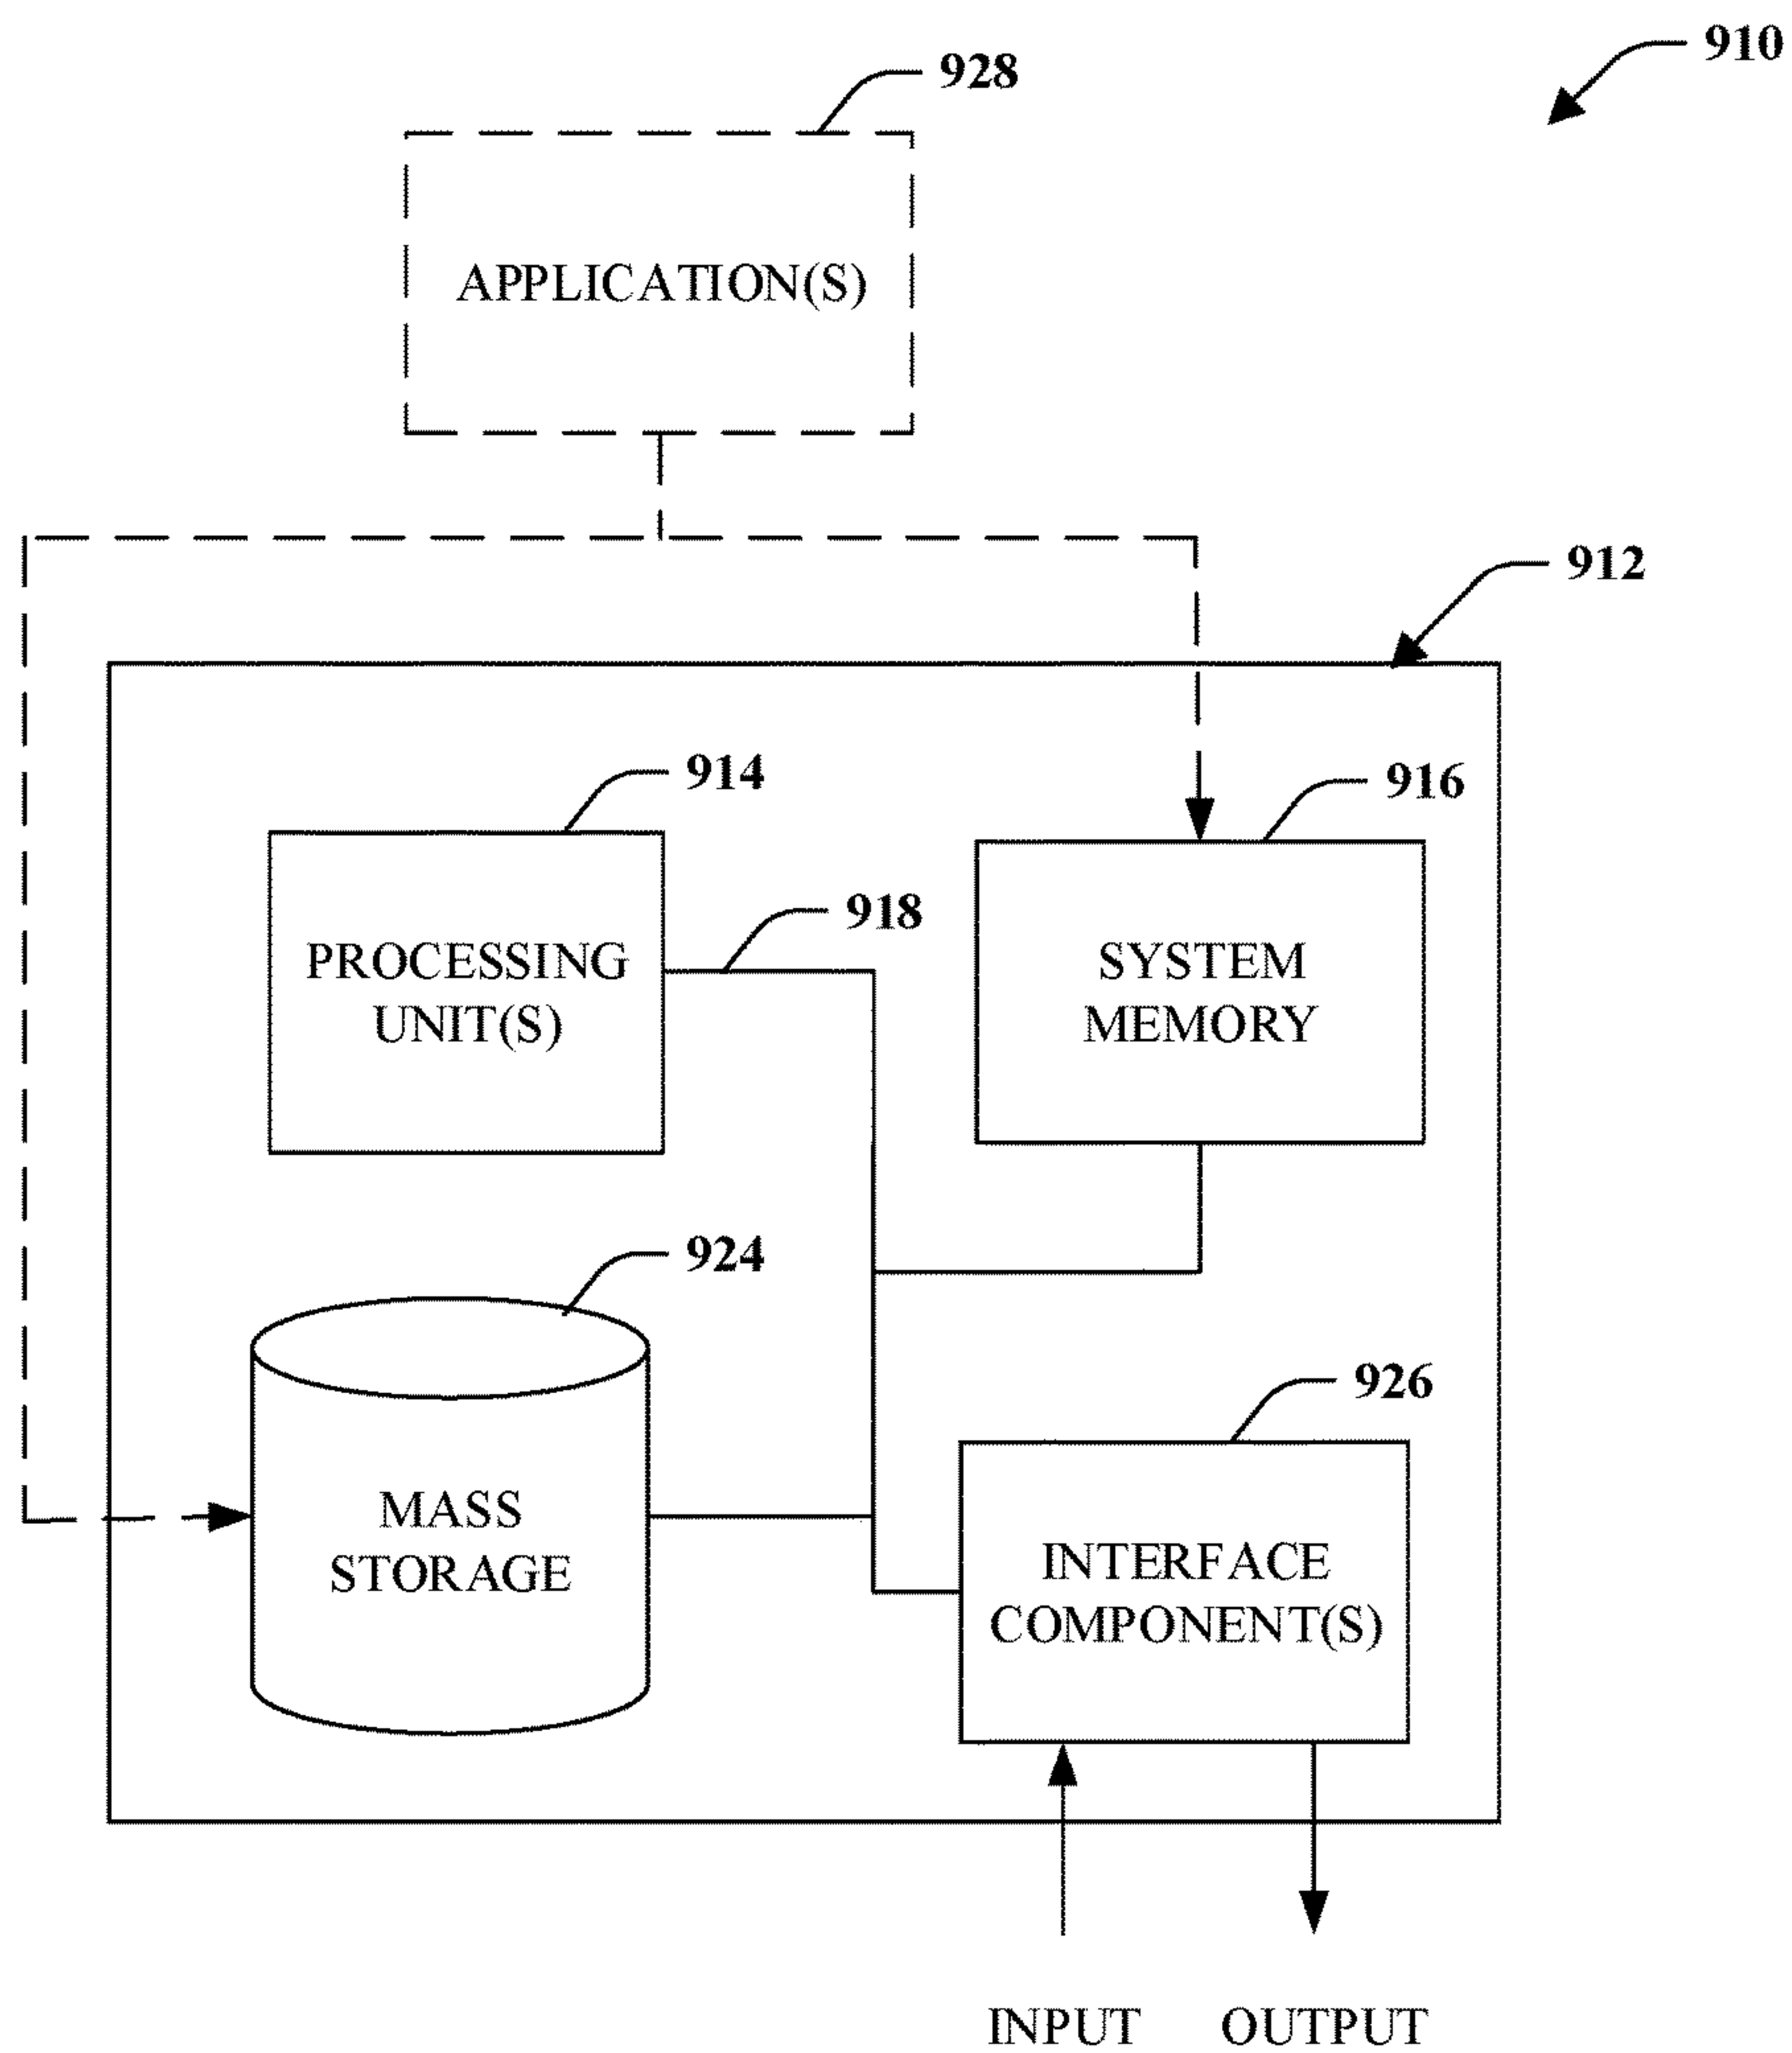 910
928
APPLICATION(S)
912
914
916
918
PROCESSING
UNIT(S)
SYSTEM
MEMORY
924
926
MASS
STORAGE
INTERFACE
COMPONENT(S)
INPUT
OUTPUT